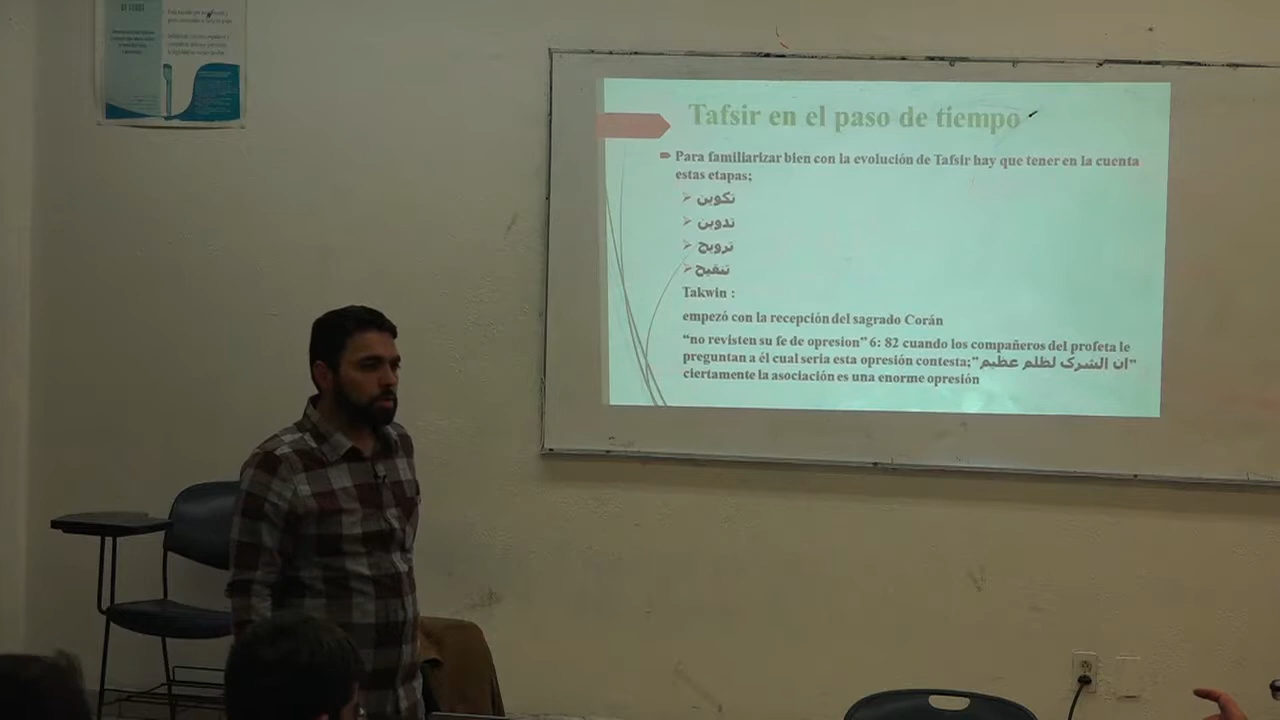 Tafsir en el paso de tiempo
Para familiarizar bien con la evolución de Tafsir hay que tener en la cuenta
estas etapas;
تکوین
تدوین
ترویج
تنقیح
Takwin :
empezó con la recepción del sagrado Corán
“no revisten su fe de opresion” 6: 82 cuando los compañeros del profeta le
preguntan a él cual seria esta opresión contesta;"ان الشرک لظلم عظیم"
ciertamente la asociación es una enorme opresión